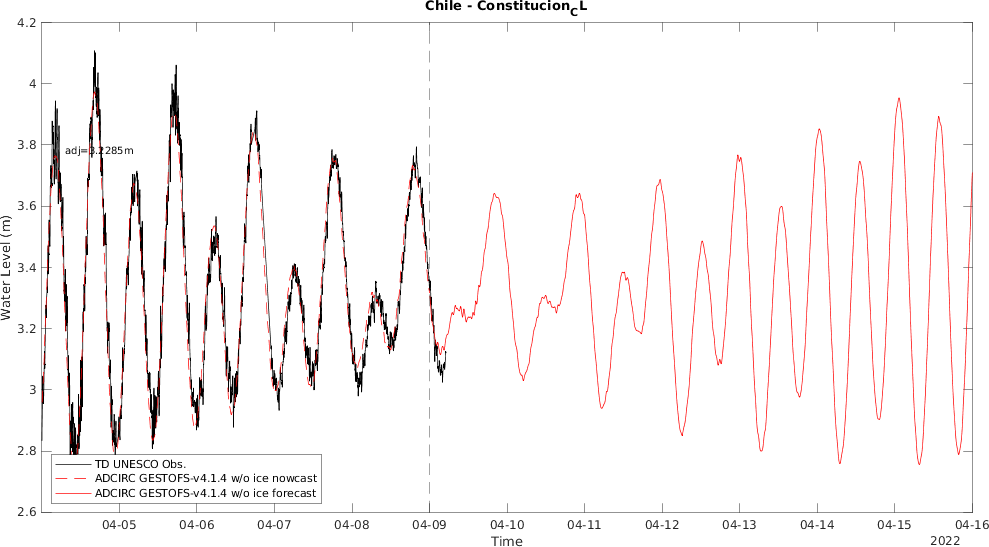 Chile - Constitucion_CL
4.2
4
3.8
3.6
3.4
3.2
3
2.8
2.6
Water Level (m)
adj=3.2285m
TD UNESCO Obs.
ADCIRC GESTOFS-v4.1.4 w/o ice nowcast
ADCIRC GESTOFS-v4.1.4 w/o ice forecast
04-05 04-06 04-07 04-08 04-09 04-10 04-11 04-12 04-13 04-14 04-15 04-16
Time
2022